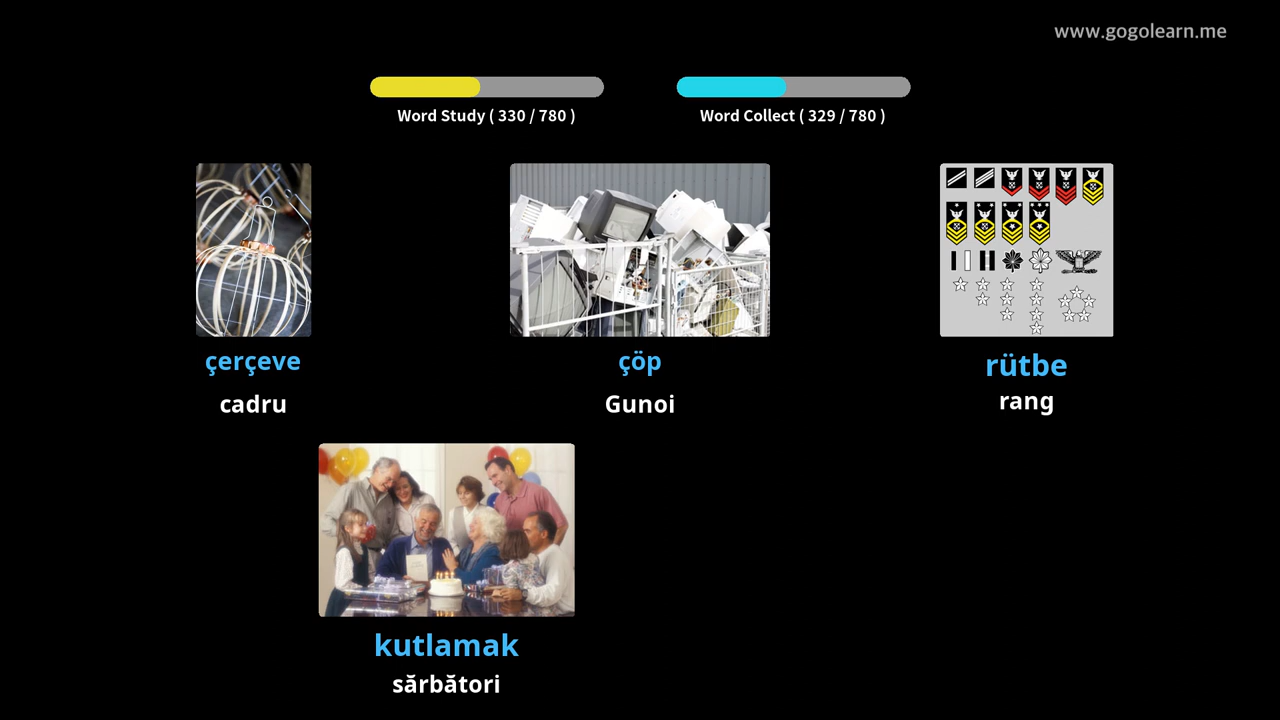 www.gogolearn.me
Word Study ( 330 / 780 )
Word Collect ( 329 / 780 )
çerçeve
cadru
çöp
Gunoi
rütbe
rang
kutlamak
sărbători